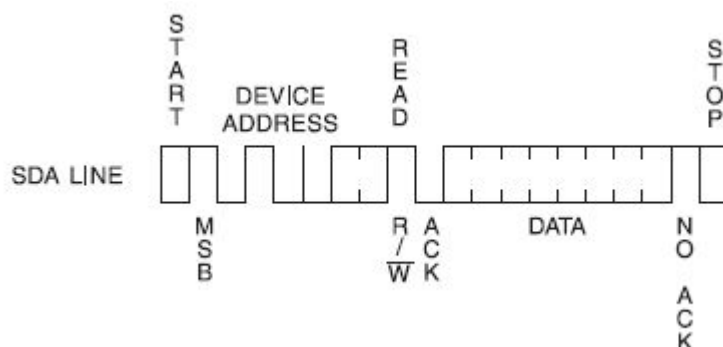 START
DEVICE
ADDRESS
READ
STOP
SDA LINE
MSB
R/W
ACK
DATA
NO ACK